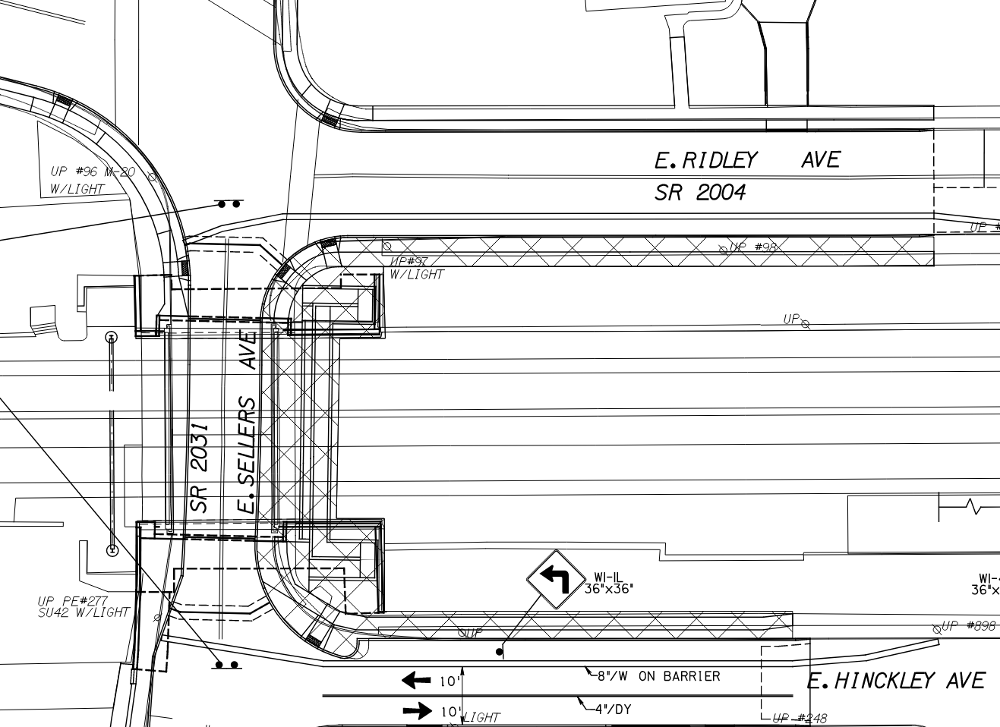 E. RIDLEY AVE
SR 2004
UP #96 M-20
W/LIGHT
UP #98
UP#97
W/LIGHT
UP
SR 2031
E. SELLERS AVE
W1-1L
36"x36"
36"x
UP PE#277
SU42 W/LIGHT
UP
UP #898
8"/W ON BARRIER
E. HINCKLEY AVE
10'
4"/DY
10'
LIGHT
UP #248